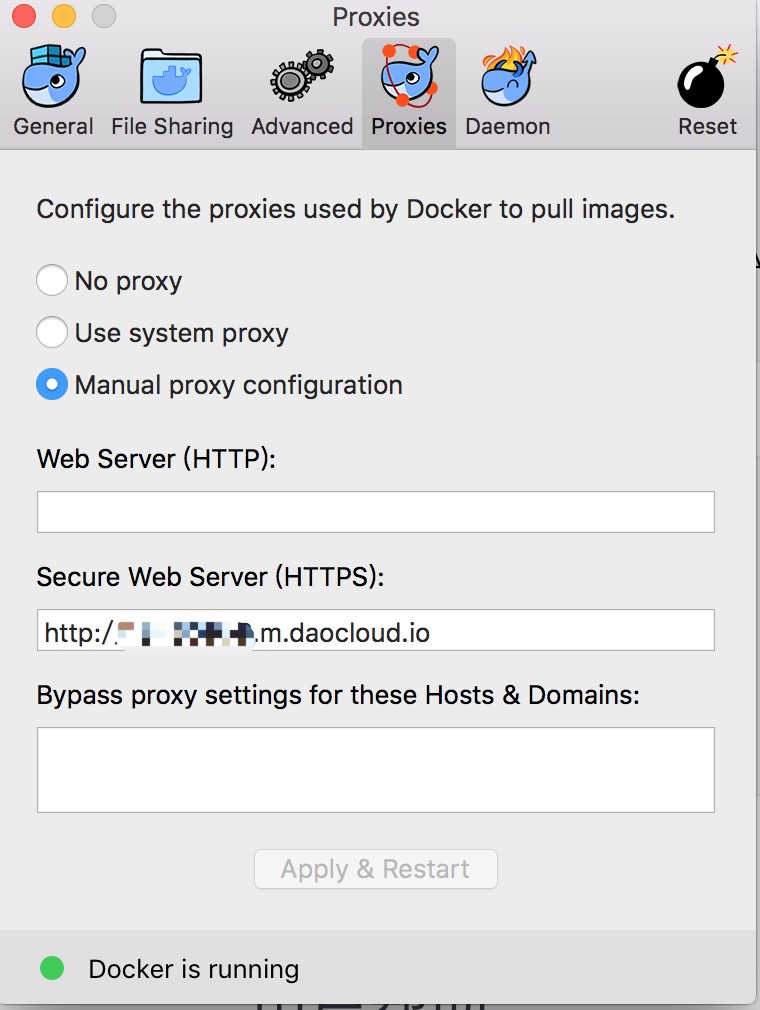 Proxies
General File Sharing Advanced Proxies Daemon Reset
Configure the proxies used by Docker to pull images.
No proxy
Use system proxy
Manual proxy configuration
Web Server (HTTP):
Secure Web Server (HTTPS):
http:/ .m.daocloud.io
Bypass proxy settings for these Hosts & Domains:
Apply & Restart
Docker is running